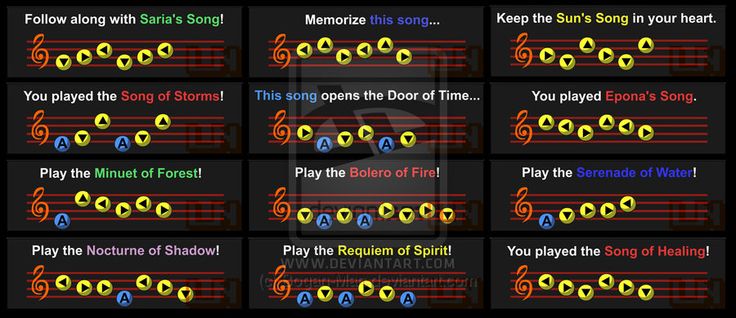 Follow along with Saria's Song!
Memorize this song...
Keep the Sun's Song in your heart.
You played the Song of Storms!
A A
This song opens the Door of Time...
A A
You played Epona's Song.
Play the Minuet of Forest!
A
Play the Bolero of Fire!
A A
Play the Serenade of Water!
A
Play the Nocturne of Shadow!
A
Play the Requiem of Spirit!
A A A
You played the Song of Healing!
WWW.DEVIANTART.COM
deviantart.com